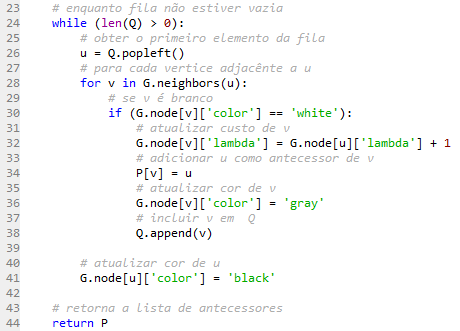 23 # enquanto fila não estiver vazia
24 while (len(Q) > 0):
25 # obter o primeiro elemento da fila
26 u = Q.popleft()
27 # para cada vertice adjacênte a u
28 for v in G.neighbors(u):
29 # se v é branco
30 if (G.node[v]['color'] == 'white'):
31 # atualizar custo de v
32 G.node[v]['lambda'] = G.node[u]['lambda'] + 1
33 # adicionar u como antecessor de v
34 P[v] = u
35 # atualizar cor de v
36 G.node[v]['color'] = 'gray'
37 # incluir v em  Q
38 Q.append(v)
39
40 # atualizar cor de u
41 G.node[u]['color'] = 'black'
42
43 # retorna a lista de antecessores
44 return P